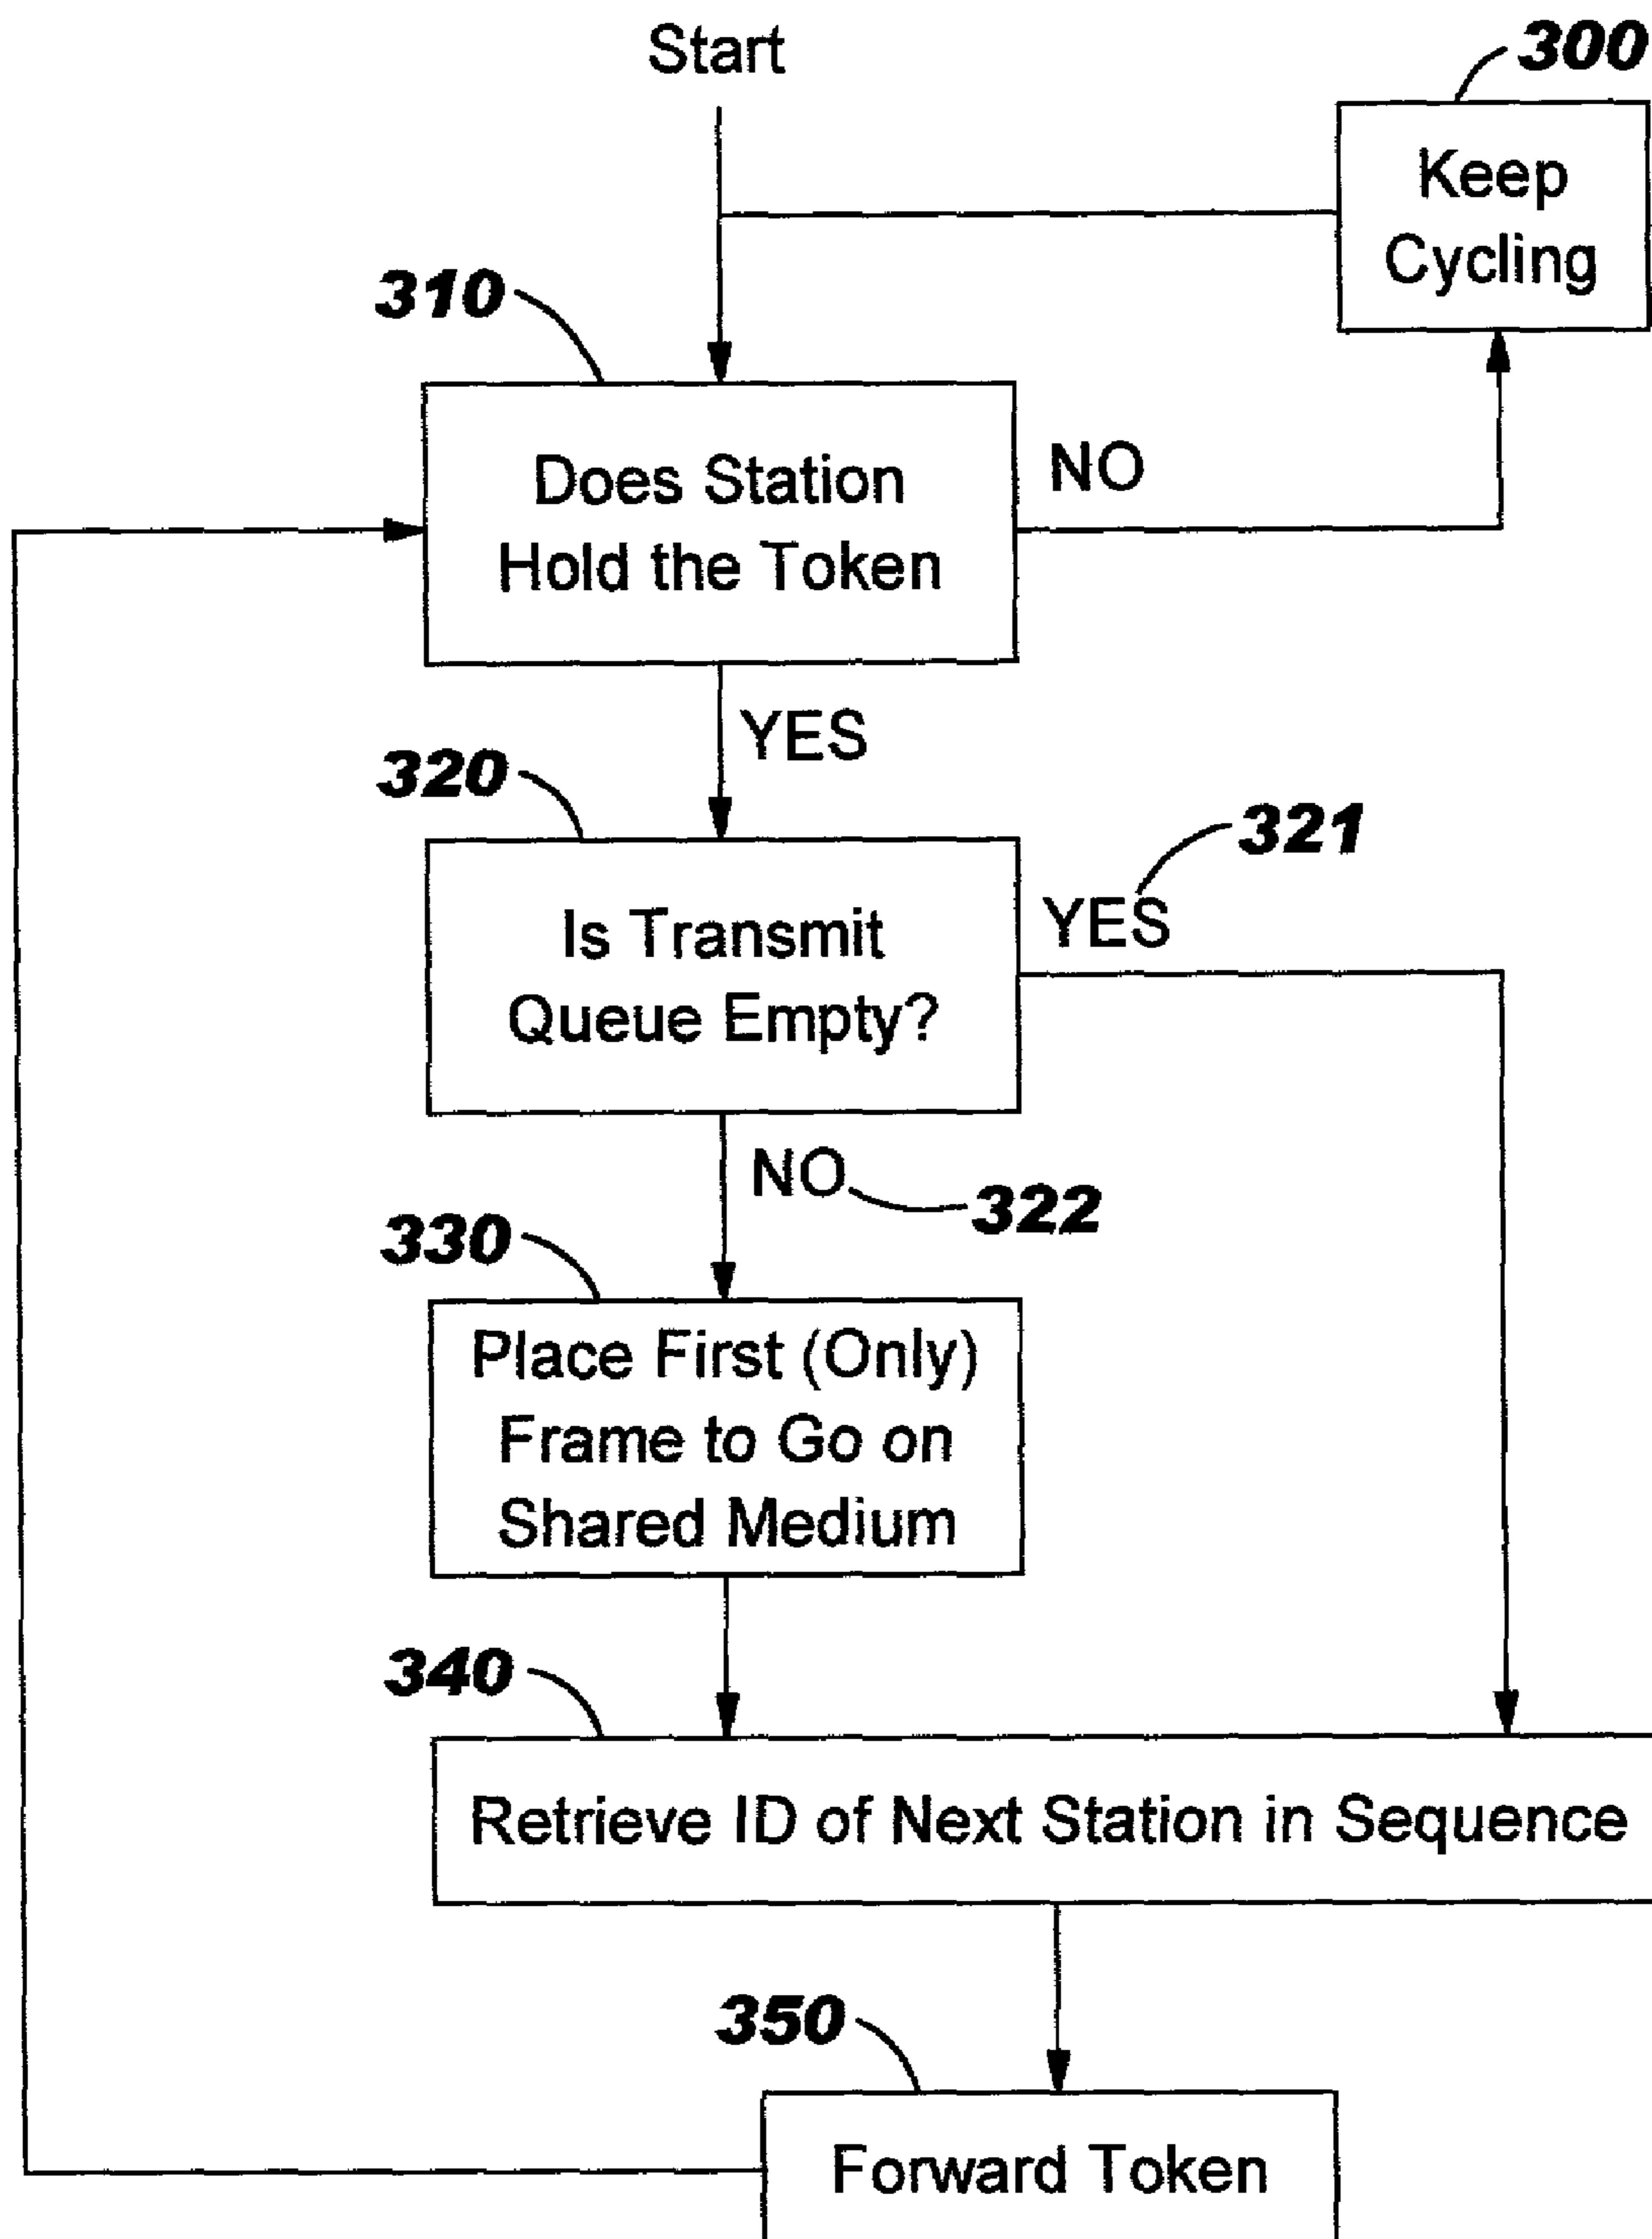 Start
300
Keep
Cycling
310
Does Station
Hold the Token
NO
YES
320
Is Transmit
Queue Empty?
321
YES
NO
322
330
Place First (Only)
Frame to Go on
Shared Medium
340
Retrieve ID of Next Station in Sequence
350
Forward Token